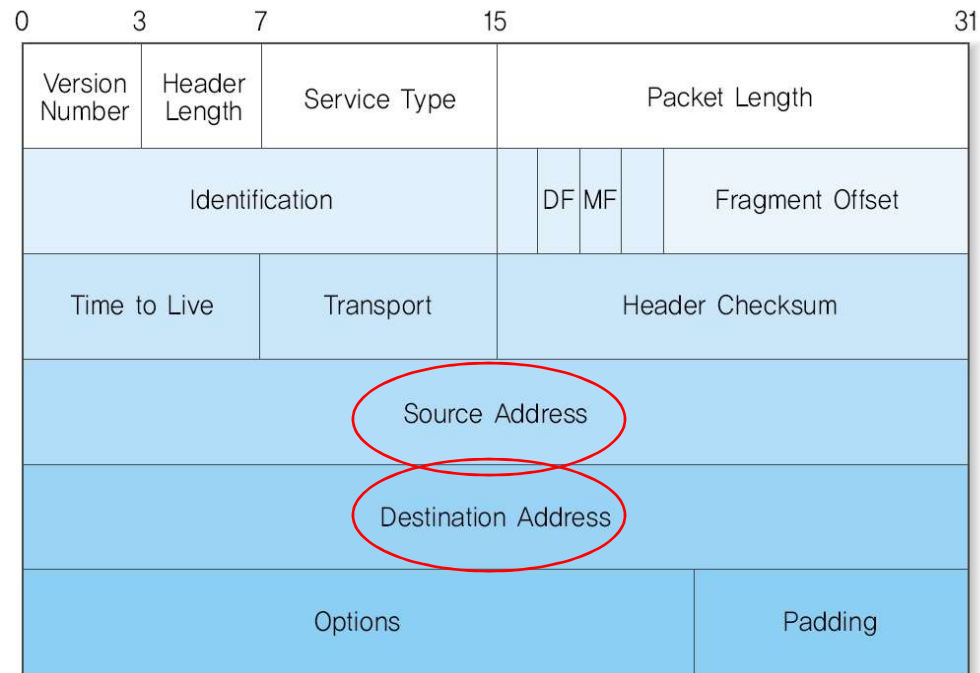 0 3 7 15 31
Version Number Header Length Service Type Packet Length
Identification DF MF Fragment Offset
Time to Live Transport Header Checksum
Source Address
Destination Address
Options Padding